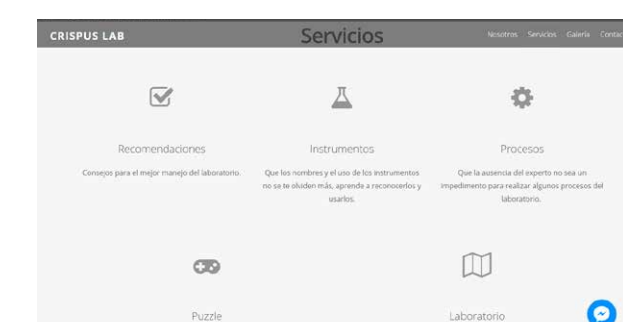 CRISPUS LAB
Servicios
Nosotros Servicios Galería
Recomendaciones
Consejos para el mejor manejo del laboratorio.
Instrumentos
Que los nombres y el uso de los instrumentos
no se te olviden más, aprende a reconocerlos y
usarlos.
Procesos
Que la ausencia del experto no sea un
impedimento para realizar algunos procesos del
laboratorio.
Puzzle
Laboratorio